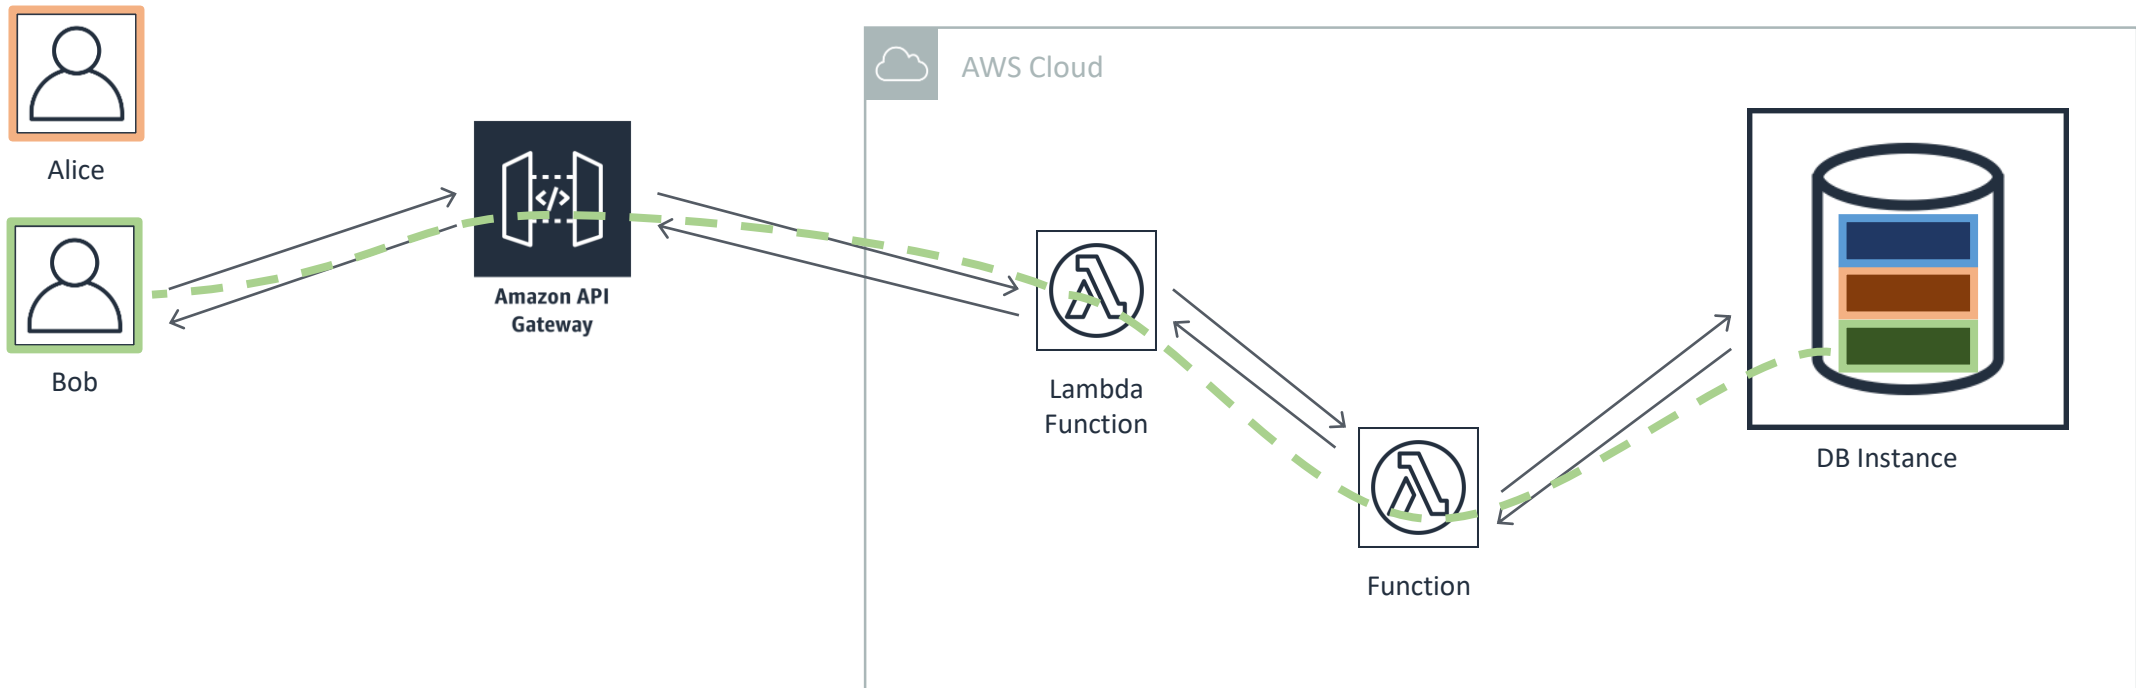 Alice
Bob
Amazon API
Gateway
</>
AWS Cloud
Lambda
Function
Function
DB Instance